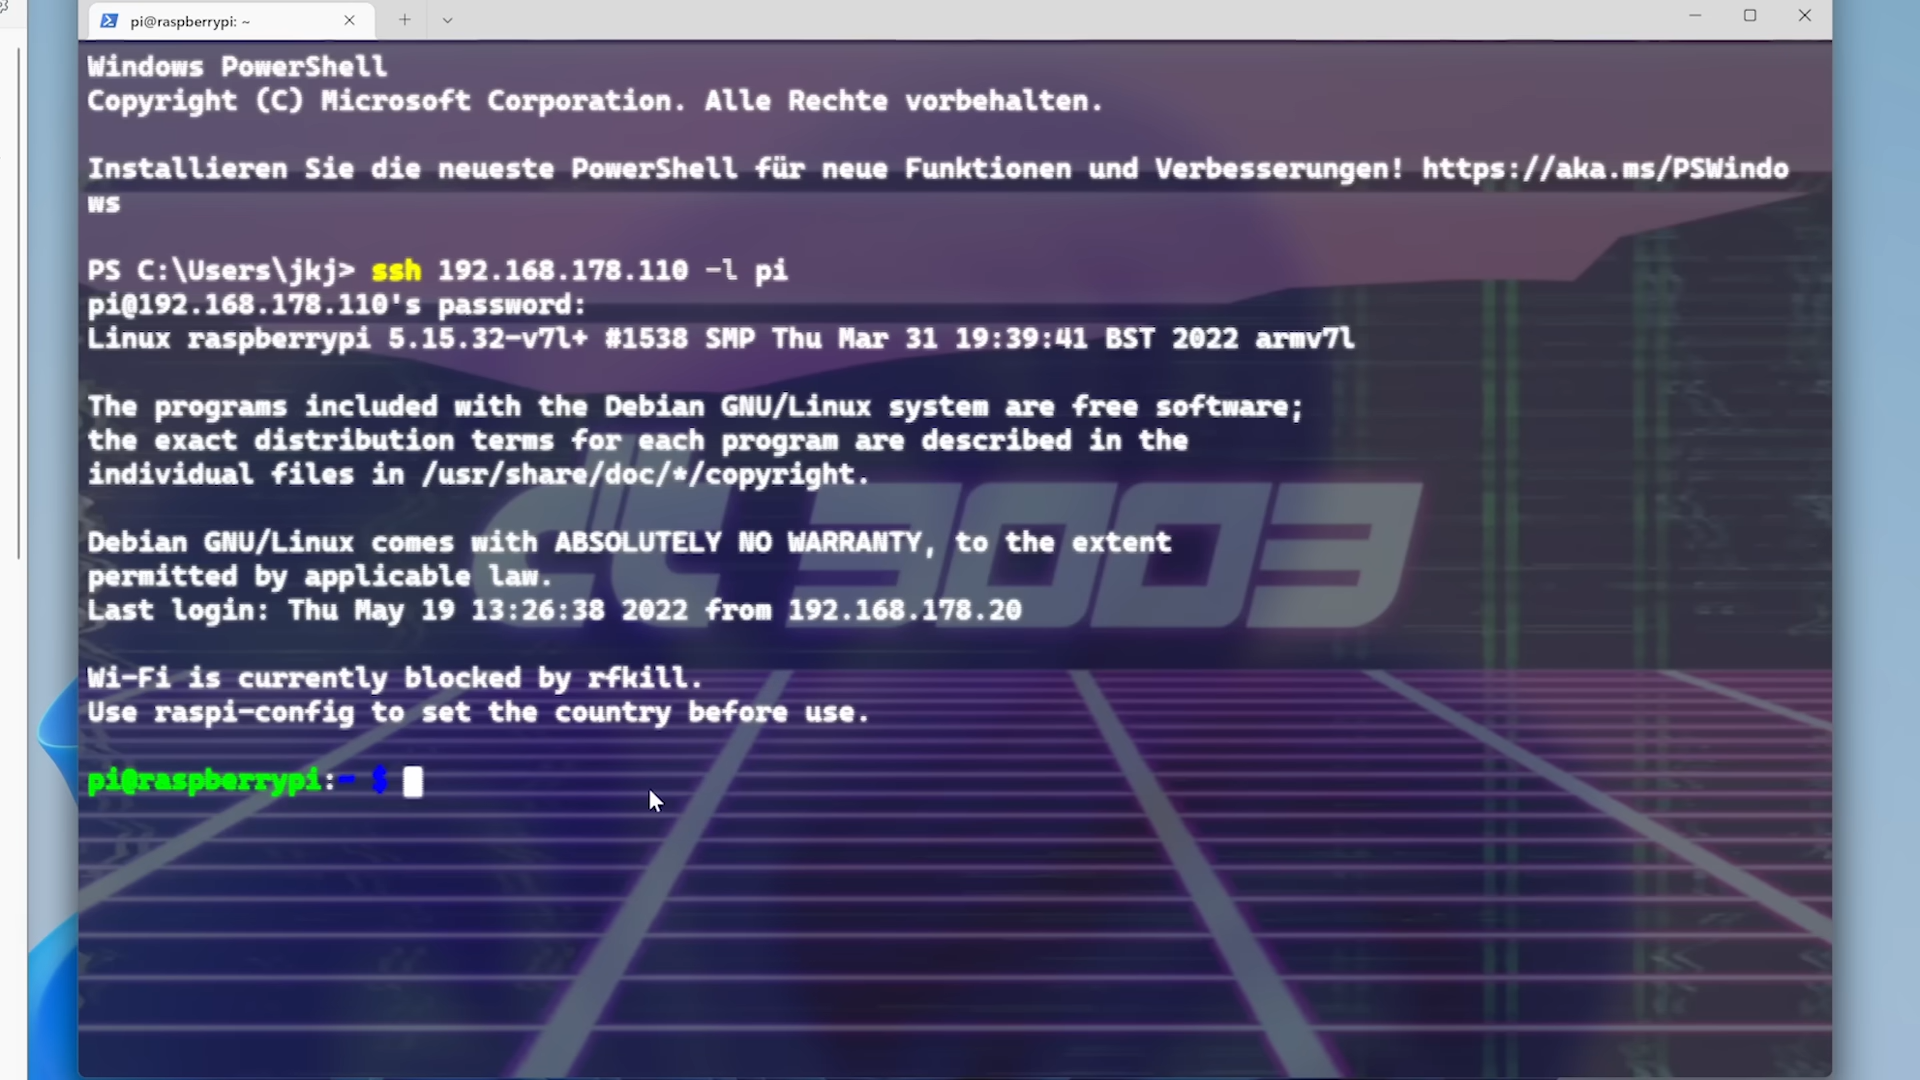 pi@raspberrypi: ~
Windows PowerShell
Copyright (C) Microsoft Corporation. Alle Rechte vorbehalten.
Installieren Sie die neueste PowerShell für neue Funktionen und Verbesserungen! https://aka.ms/PSWindo
ws
PS C:\Users\jkj> ssh 192.168.178.110 -l pi
pi@192.168.178.110's password:
Linux raspberrypi 5.15.32-v7l+ #1538 SMP Thu Mar 31 19:39:41 BST 2022 armv7l
The programs included with the Debian GNU/Linux system are free software;
the exact distribution terms for each program are described in the
individual files in /usr/share/doc/*/copyright.
c't 3003
Debian GNU/Linux comes with ABSOLUTELY NO WARRANTY, to the extent
permitted by applicable law.
Last login: Thu May 19 13:26:38 2022 from 192.168.178.20
Wi-Fi is currently blocked by rfkill.
Use raspi-config to set the country before use.
pi@raspberrypi:~ $